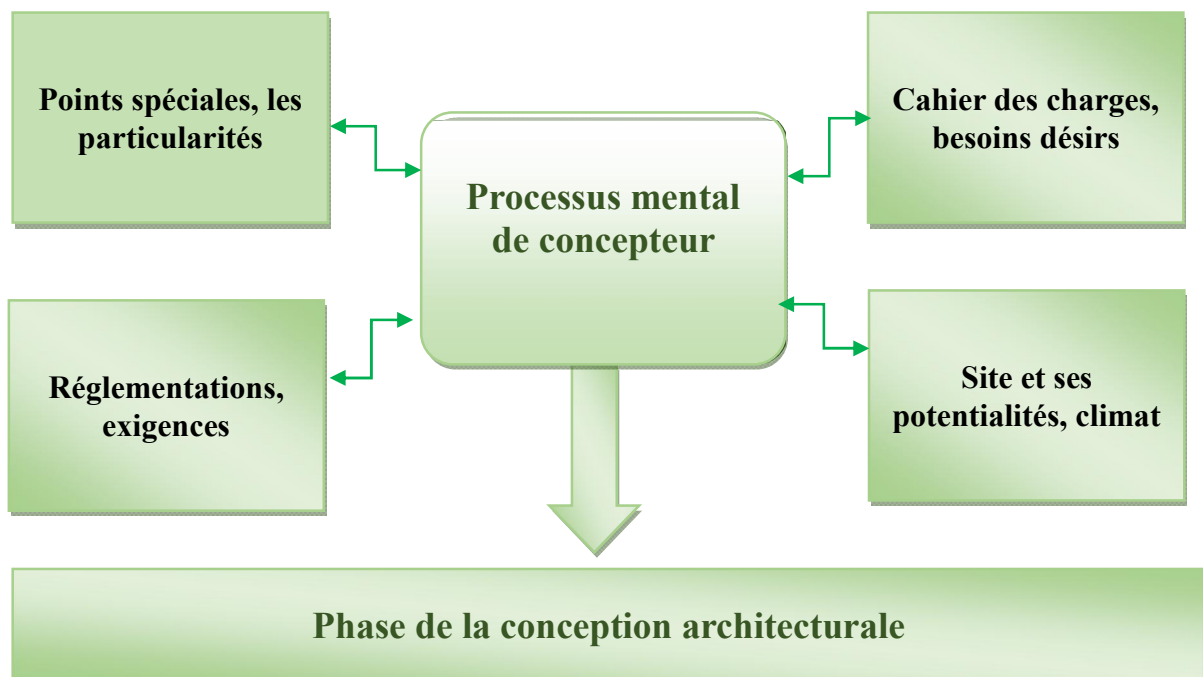 Points spéciales, les
particularités
Cahier des charges,
besoins désirs
Processus mental
de concepteur
Réglementations,
exigences
Site et ses
potentialités, climat
Phase de la conception architecturale